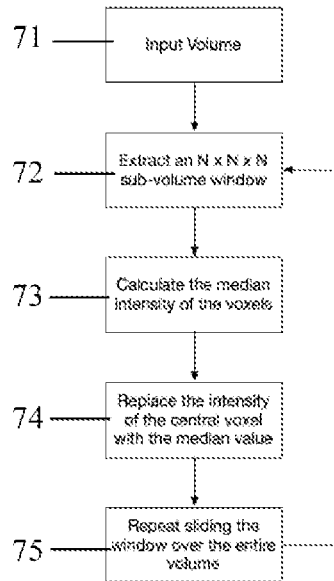 71
Input Volume
72
Extract an N x N x N
sub-volume window
73
Calculate the median
intensity of the voxels
74
Replace the intensity
of the central voxel
with the median value
75
Repeat sliding the
window over the entire
volume